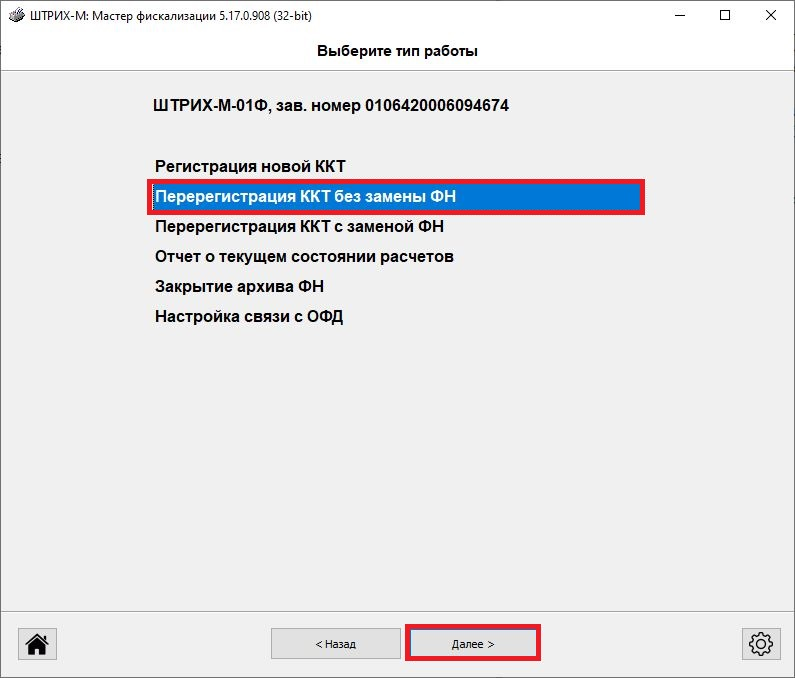 ШТРИХ-М: Мастер фискализации 5.17.0.908 (32-bit)
Выберите тип работы
ШТРИХ-М-01Ф, зав. номер 0106420006094674
Регистрация новой ККТ
Перерегистрация ККТ без замены ФН
Перерегистрация ККТ с заменой ФН
Отчет о текущем состоянии расчетов
Закрытие архива ФН
Настройка связи с ОФД
< Назад
Далее >